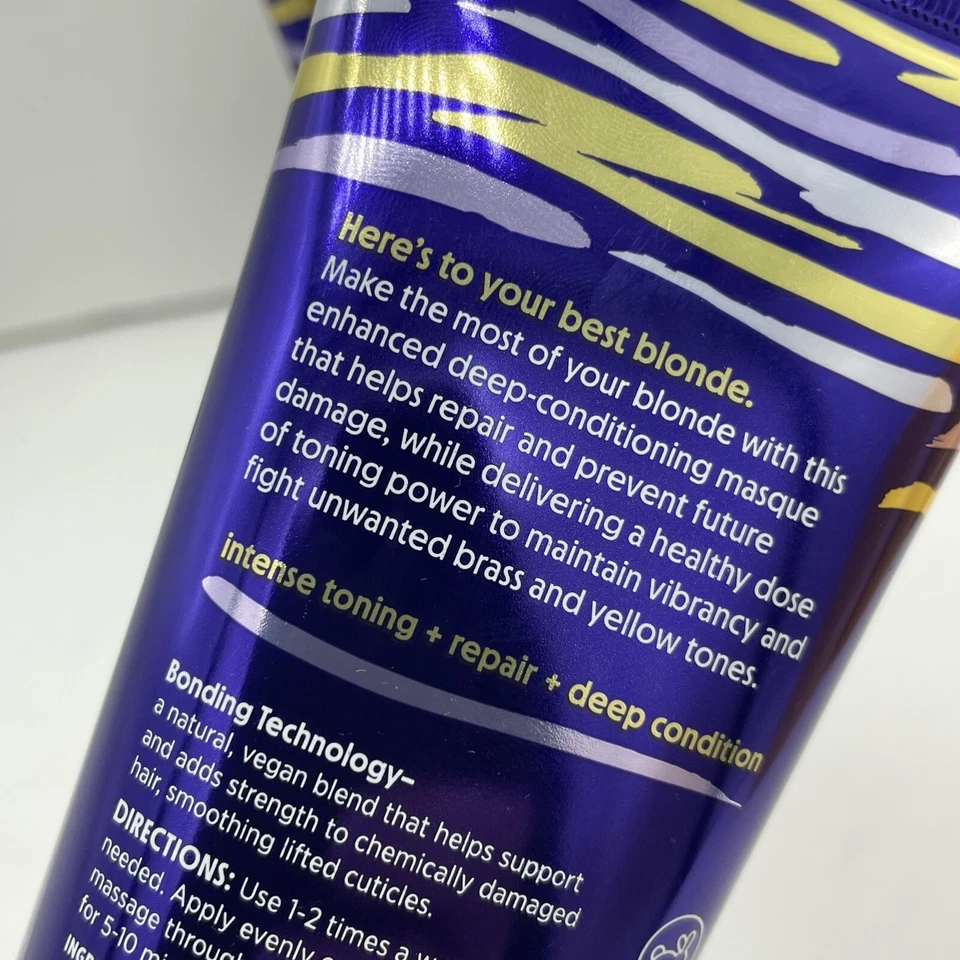 Here's to your best blonde.
Make the most of your blonde with this
enhanced deep-conditioning masque
that helps repair and prevent future
damage, while delivering a healthy dose
of toning power to maintain vibrancy and
fight unwanted brass and yellow tones.
intense toning + repair + deep condition
Bonding Technology–
a natural, vegan blend that helps support
and adds strength to chemically damaged
hair, smoothing lifted cuticles.
DIRECTIONS: Use 1-2 times a
needed. Apply evenly
massage through
for 5-10